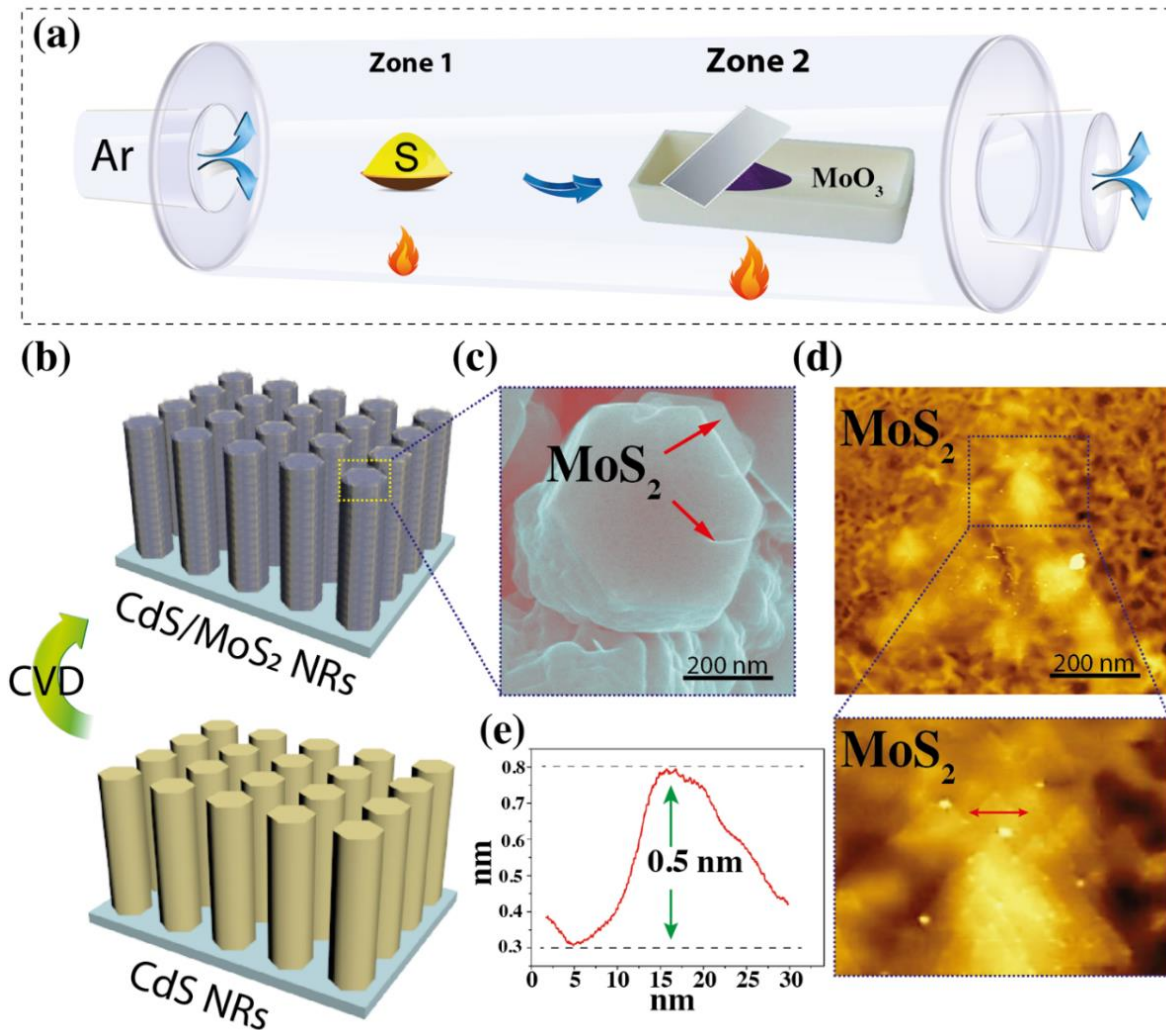 (a)
Zone 1
Zone 2
Ar
S
MoO₃
(b)
CdS/MoS₂ NRs
CVD
CdS NRs
(c)
MoS₂
200 nm
(d)
MoS₂
200 nm
MoS₂
(e)
nm
0.8
0.7
0.6
0.5
0.4
0.3
0.5 nm
0 5 10 15 20 25 30
nm